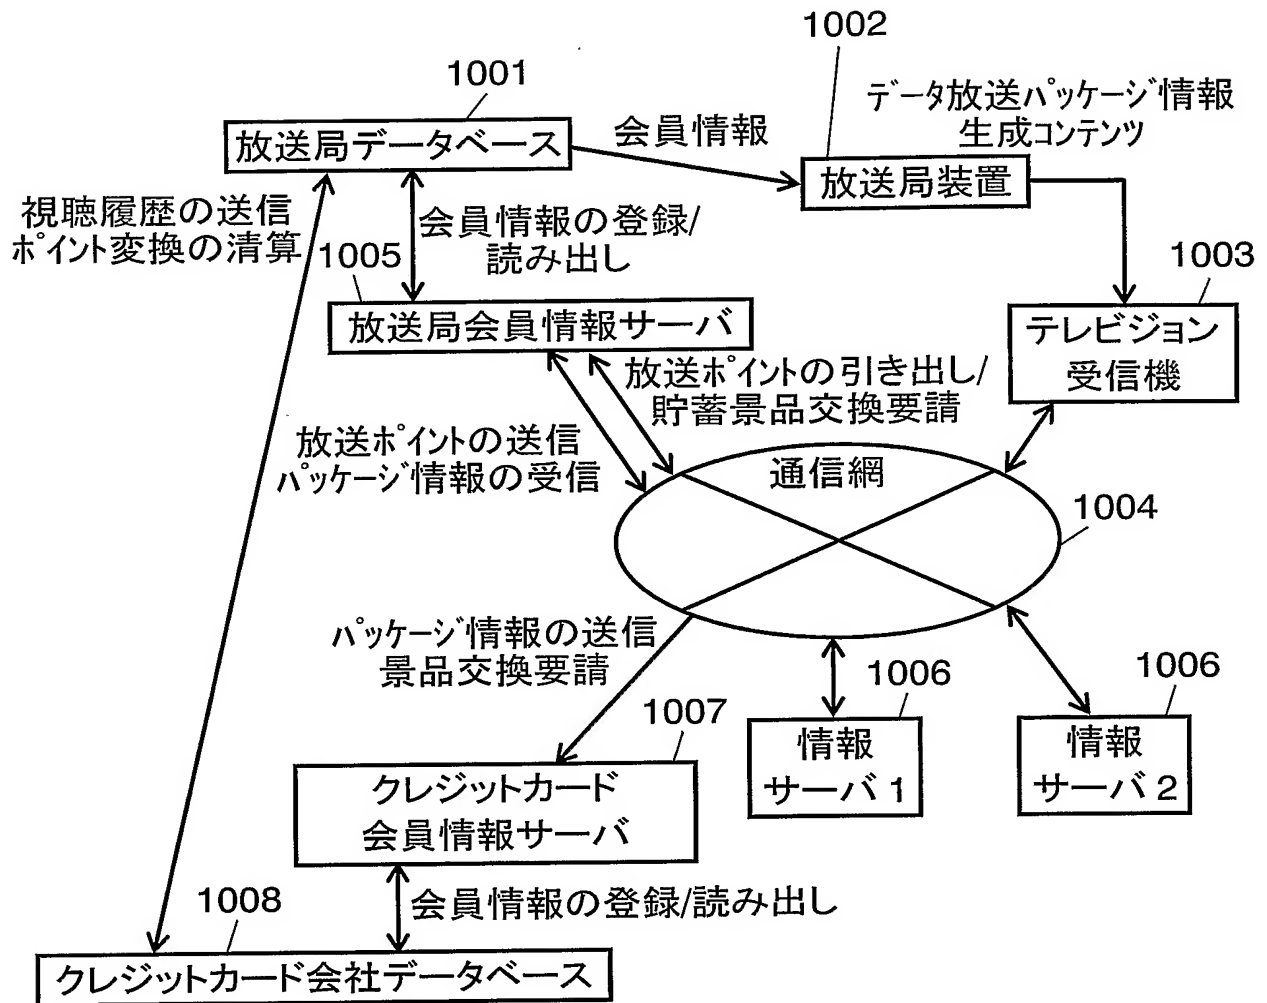 1002
1001
データ放送パッケージ情報
生成コンテンツ
会員情報
放送局データベース
放送局装置
視聴履歴の送信
ポイント変換の清算
会員情報の登録/
読み出し
1005
1003
放送局会員情報サーバ
テレビジョン
受信機
放送ポイントの引き出し/
貯蓄景品交換要請
放送ポイントの送信
パッケージ情報の受信
通信網
1004
パッケージ情報の送信
景品交換要請
1006
1006
1007
情報
サーバ1
情報
サーバ2
クレジットカード
会員情報サーバ
1008
会員情報の登録/読み出し
クレジットカード会社データベース